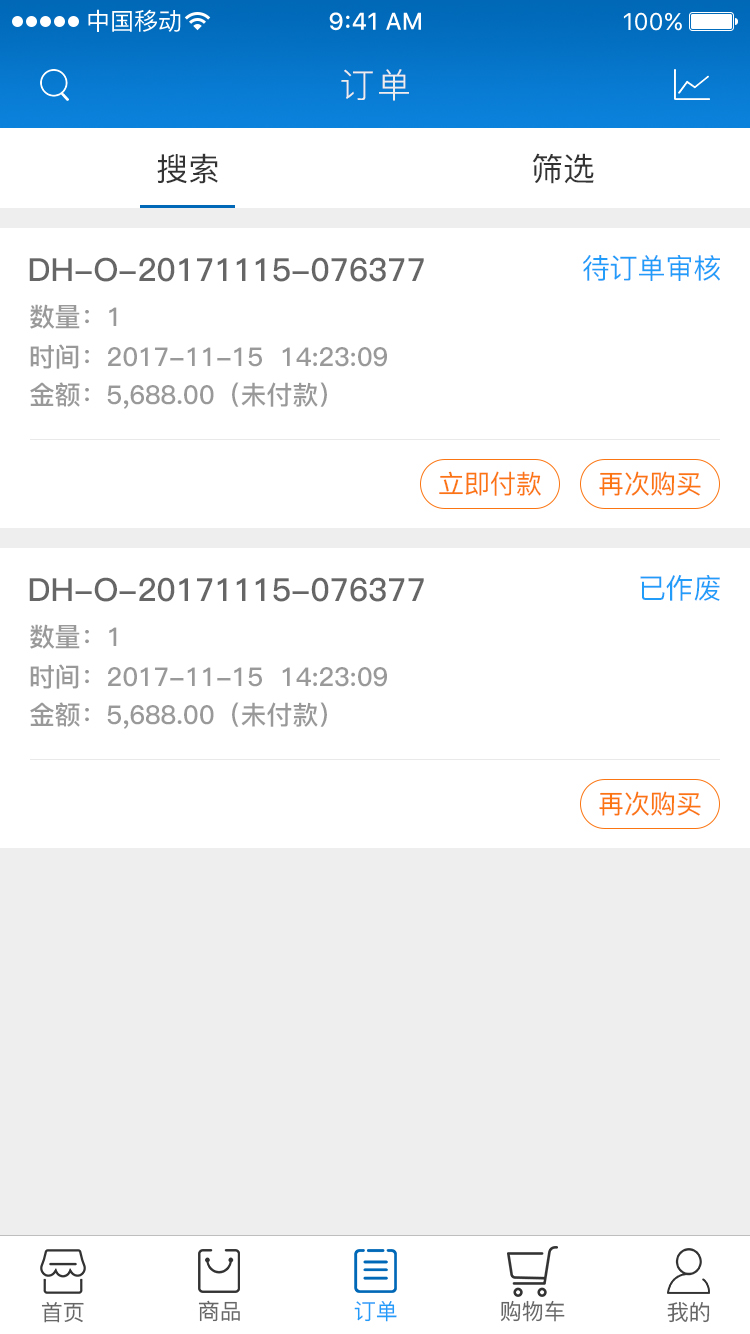 中国移动 9:41 AM 100%
订单
搜索 筛选
DH-O-20171115-076377 待订单审核
数量：1
时间：2017-11-15 14:23:09
金额：5,688.00（未付款）
立即付款 再次购买
DH-O-20171115-076377 已作废
数量：1
时间：2017-11-15 14:23:09
金额：5,688.00（未付款）
再次购买
首页 商品 订单 购物车 我的